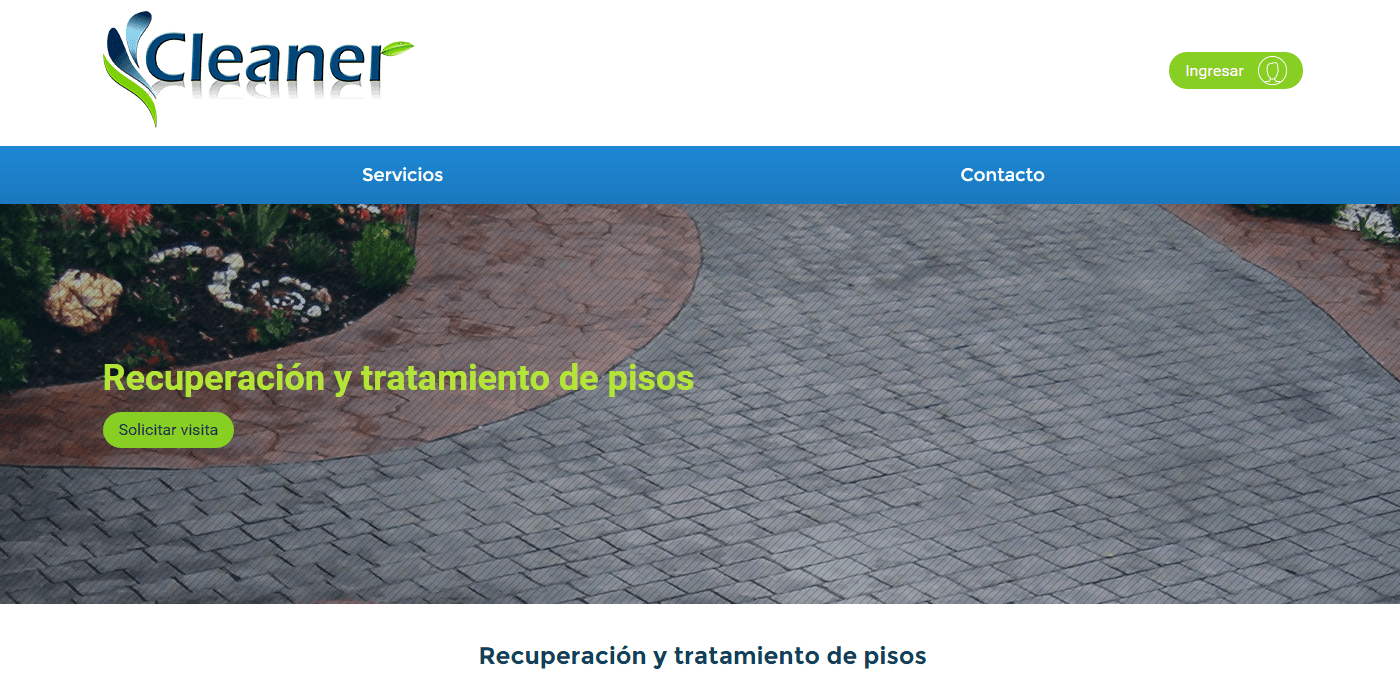 Cleaner
Ingresar
Servicios
Contacto
Recuperación y tratamiento de pisos
Solicitar visita
Recuperación y tratamiento de pisos